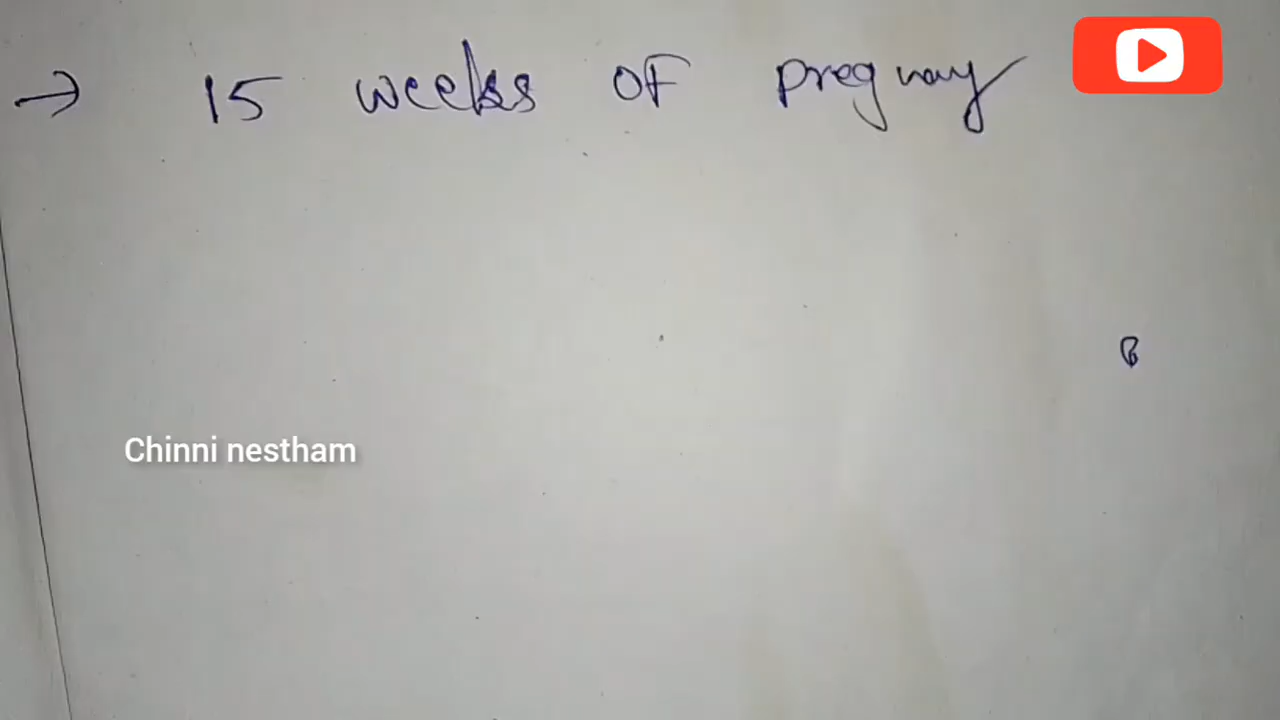 → 15 weeks of pregnay
Chinni nestham